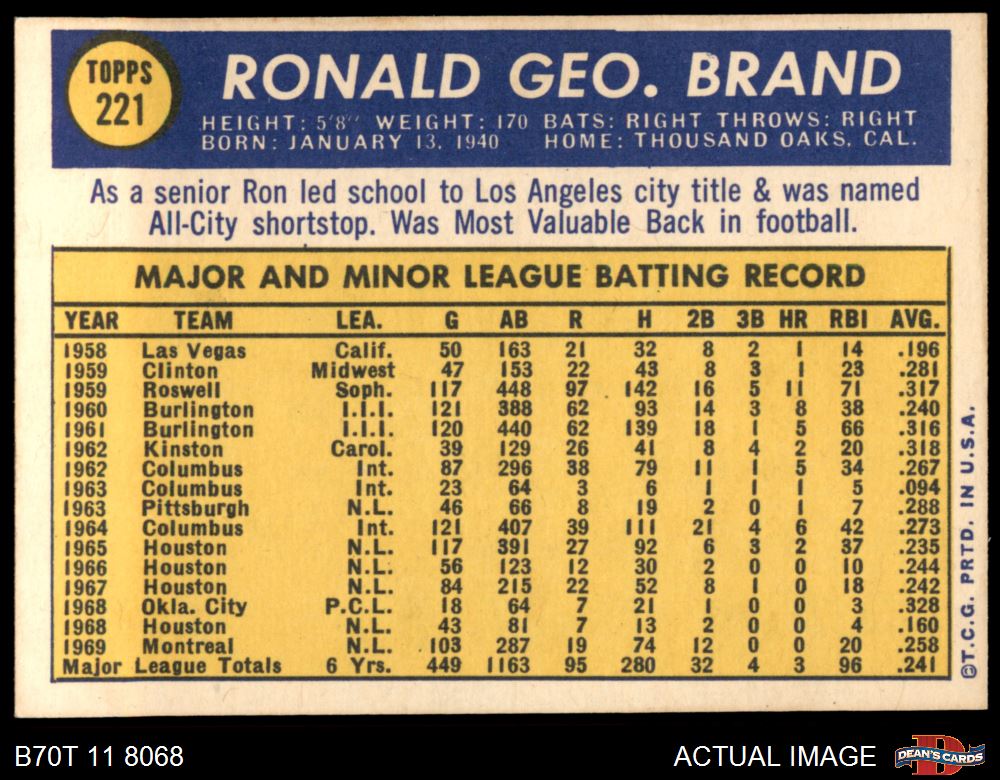 TOPPS
221
RONALD GEO. BRAND
HEIGHT: 5'8" WEIGHT: 170 BATS: RIGHT THROWS: RIGHT
BORN: JANUARY 13, 1940 HOME: THOUSAND OAKS, CAL.
As a senior Ron led school to Los Angeles city title & was named
All-City shortstop. Was Most Valuable Back in football.
MAJOR AND MINOR LEAGUE BATTING RECORD
YEAR TEAM LEA. G AB R H 2B 3B HR RBI AVG.
1958 Las Vegas Calif. 50 163 21 32 8 2 1 14 .196
1959 Clinton Midwest 47 153 22 43 8 3 1 23 .281
1959 Roswell Soph. 117 448 97 142 16 5 11 71 .317
1960 Burlington I.I.I. 121 388 62 93 14 3 8 38 .240
1961 Burlington I.I.I. 120 440 62 139 18 1 5 66 .316
1962 Kinston Carol. 39 129 26 41 8 4 2 20 .318
1962 Columbus Int. 87 296 38 79 11 1 5 34 .267
1963 Columbus Int. 23 64 3 6 1 1 1 5 .094
1963 Pittsburgh N.L. 46 66 8 19 2 0 1 7 .288
1964 Columbus Int. 121 407 39 111 21 4 6 42 .273
1965 Houston N.L. 117 391 27 92 6 3 2 37 .235
1966 Houston N.L. 56 123 12 30 2 0 0 10 .244
1967 Houston N.L. 84 215 22 52 8 1 0 18 .242
1968 Okla. City P.C.L. 18 64 7 21 1 0 0 3 .328
1968 Houston N.L. 43 81 7 13 2 0 0 4 .160
1969 Montreal N.L. 103 287 19 74 12 0 0 20 .258
Major League Totals 6 Yrs. 449 1163 95 280 32 4 3 96 .241
©T.C.G. PRTD. IN U.S.A.
B70T 11 8068
ACTUAL IMAGE
D
DEAN'S CARDS